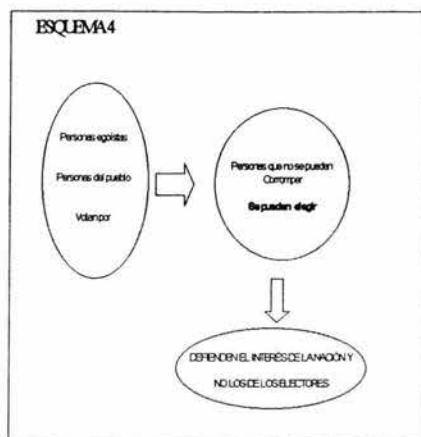 ESQUEMA 4
Personas egoístas
Personas del pueblo
Votan por
Personas que no se pueden
Corromper
Se pueden elegir
DEFIENDEN EL INTERÉS DE LA NACIÓN Y
NO LOS DE LOS ELECTORES